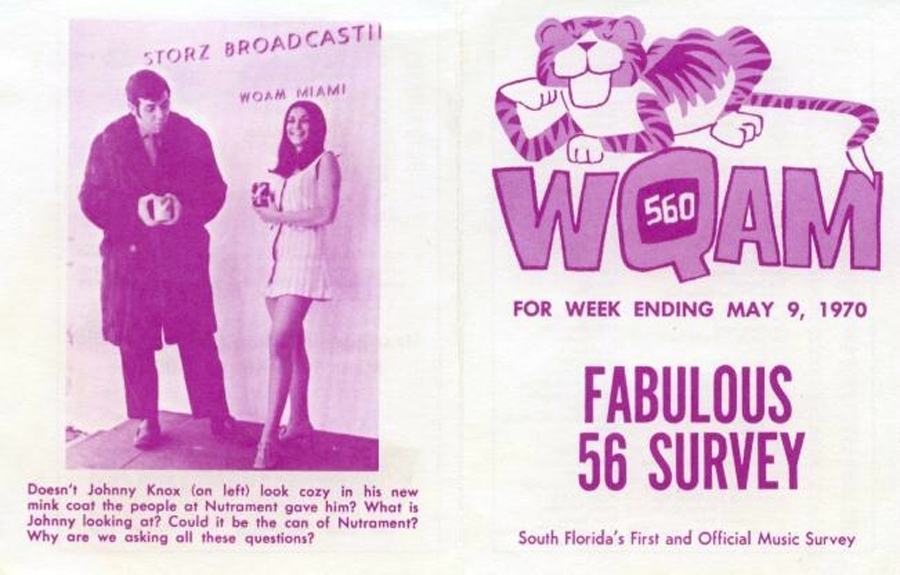 STORZ BROADCASTI
WQAM MIAMI
Doesn't Johnny Knox (on left) look cozy in his new
mink coat the people at Nutrament gave him? What is
Johnny looking at? Could it be the can of Nutrament?
Why are we asking all these questions?
WQAM
560
FOR WEEK ENDING MAY 9, 1970
FABULOUS
56 SURVEY
South Florida's First and Official Music Survey